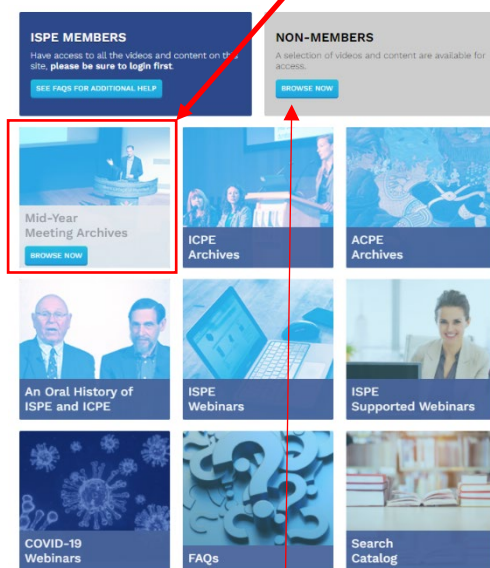 ISPE MEMBERS
Have access to all the videos and content on this
site, please be sure to login first.
SEE FAQS FOR ADDITIONAL HELP
NON-MEMBERS
A selection of videos and content are available for
access.
BROWSE NOW
Mid-Year
Meeting Archives
BROWSE NOW
ICPE
Archives
ACPE
Archives
An Oral History of
ISPE and ICPE
ISPE
Webinars
ISPE
Supported Webinars
COVID-19
Webinars
FAQs
Search
Catalog